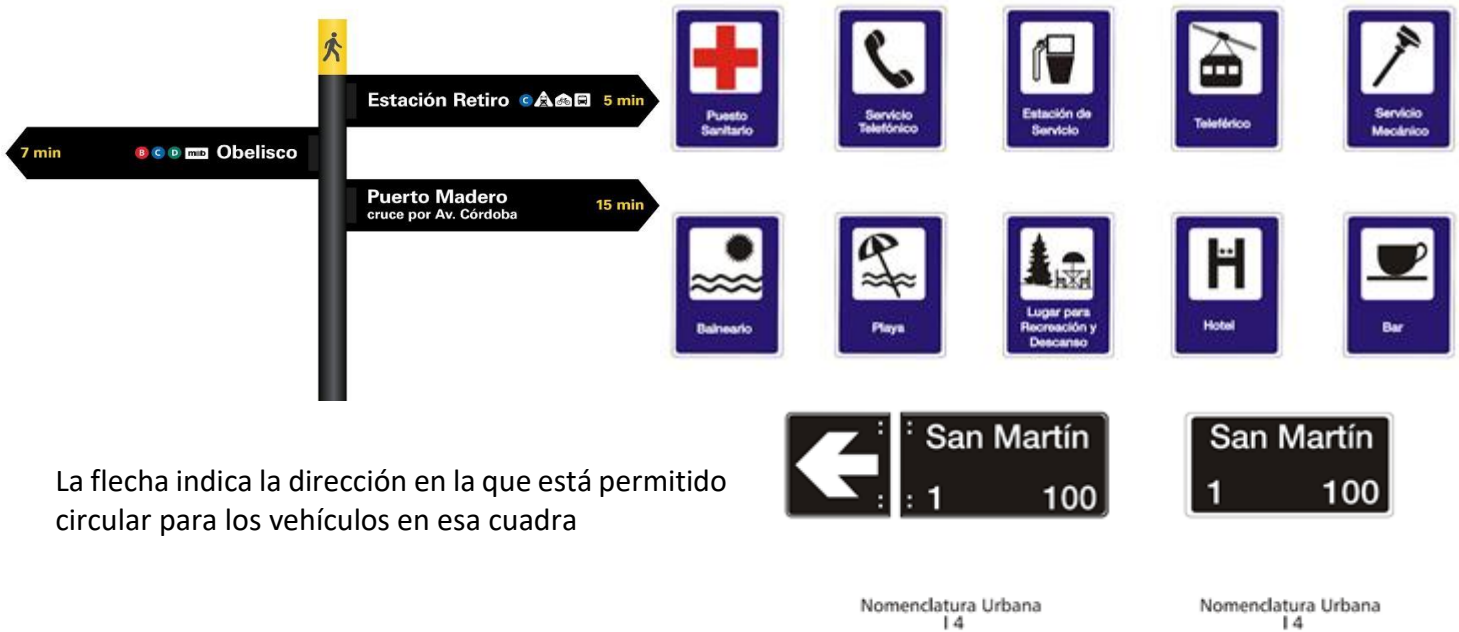 Estación Retiro C 5 min
7 min B C D m≡b Obelisco
Puerto Madero 15 min
cruce por Av. Córdoba
Puesto
Sanitario
Servicio
Telefónico
Estación de
Servicio
Teleférico
Servicio
Mecánico
Balneario
Playa
Lugar para
Recreación y
Descanso
Hotel
Bar
La flecha indica la dirección en la que está permitido
circular para los vehículos en esa cuadra
San Martín
1 100
San Martín
1 100
Nomenclatura Urbana
I 4
Nomenclatura Urbana
I 4